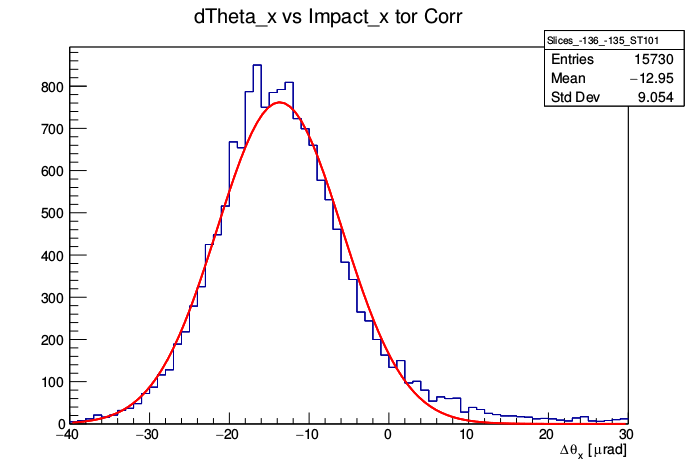 dTheta_x vs Impact_x tor Corr
Slices_-136_-135_ST101
Entries 15730
Mean −12.95
Std Dev 9.054
800
700
600
500
400
300
200
100
0
−40 −30 −20 −10 0 10 20 30
Δθx [μrad]